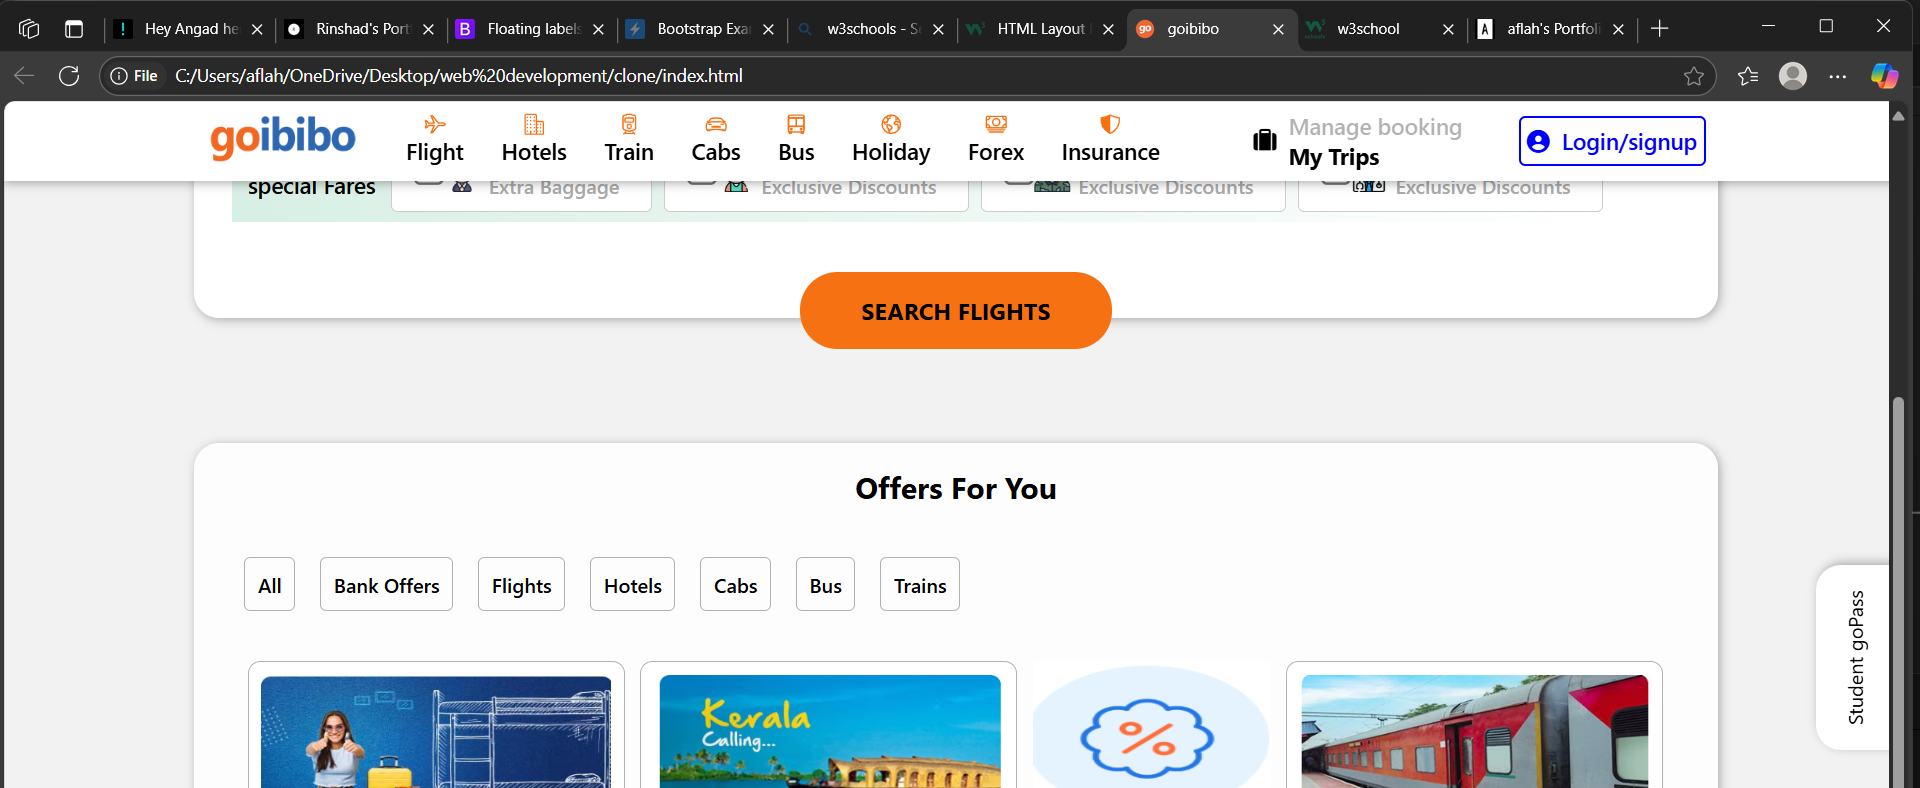 Hey Angad he
Rinshad's Port
Floating labels
Bootstrap Exa
w3schools - S
HTML Layout
go
goibibo
w3school
A
aflah's Portfoli
File
C:/Users/aflah/OneDrive/Desktop/web%20development/clone/index.html
goibibo
Flight
Hotels
Train
Cabs
Bus
Holiday
Forex
Insurance
Manage booking
My Trips
Login/signup
special Fares
Extra Baggage
Exclusive Discounts
Exclusive Discounts
Exclusive Discounts
SEARCH FLIGHTS
Offers For You
All
Bank Offers
Flights
Hotels
Cabs
Bus
Trains
Kerala
Calling...
%
Student goPass